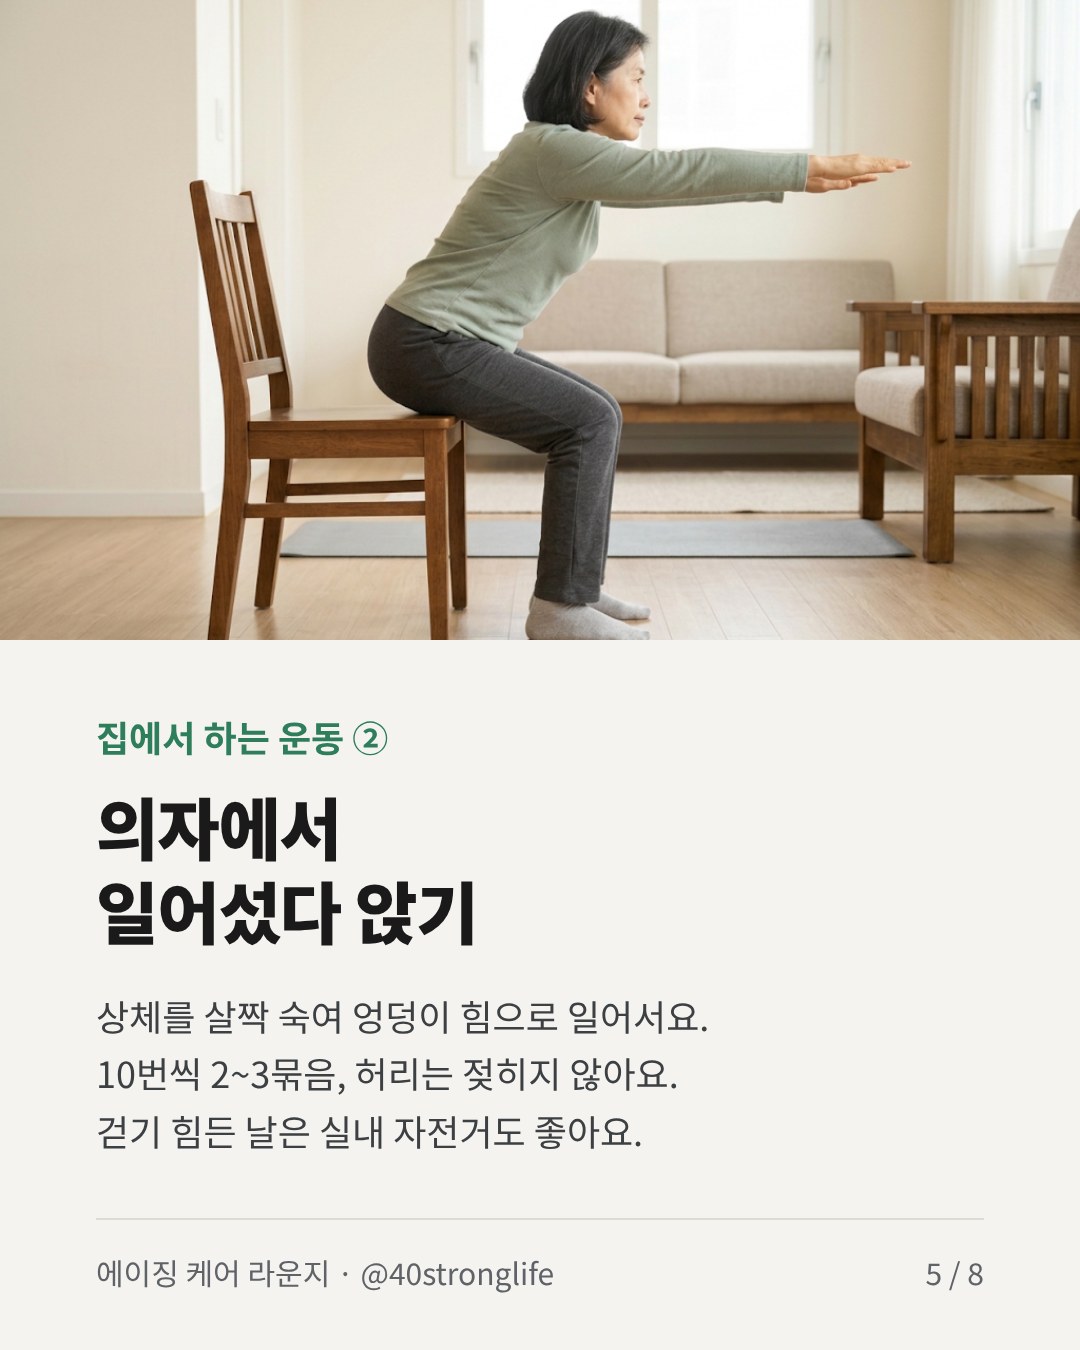 집에서 하는 운동 ②
의자에서
일어섰다 앉기
상체를 살짝 숙여 엉덩이 힘으로 일어서요.
10번씩 2~3묶음, 허리는 젖히지 않아요.
걷기 힘든 날은 실내 자전거도 좋아요.
에이징 케어 라운지 · @40stronglife
5 / 8